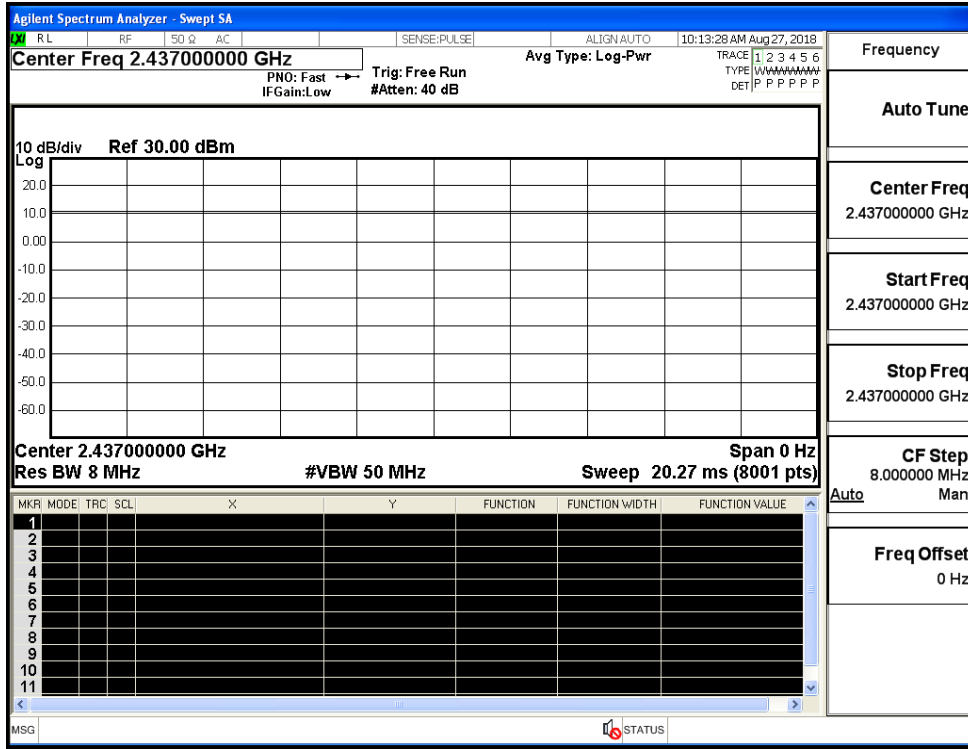 Agilent Spectrum Analyzer - Swept SA
LXI RL RF 50 Ω AC SENSE:PULSE ALIGN AUTO 10:13:28 AM Aug 27, 2018
Center Freq 2.437000000 GHz
PNO: Fast
IFGain:Low
Trig: Free Run
#Atten: 40 dB
Avg Type: Log-Pwr
TRACE 1 2 3 4 5 6
TYPE WWWWWW
DET P P P P P P
10 dB/div Ref 30.00 dBm
Log
20.0
10.0
0.00
-10.0
-20.0
-30.0
-40.0
-50.0
-60.0
Center 2.437000000 GHz Span 0 Hz
Res BW 8 MHz #VBW 50 MHz Sweep 20.27 ms (8001 pts)
MKR MODE TRC SCL X Y FUNCTION FUNCTION WIDTH FUNCTION VALUE
1
2
3
4
5
6
7
8
9
10
11
MSG STATUS
Frequency
Auto Tune
Center Freq
2.437000000 GHz
Start Freq
2.437000000 GHz
Stop Freq
2.437000000 GHz
CF Step
8.000000 MHz
Auto Man
Freq Offset
0 Hz